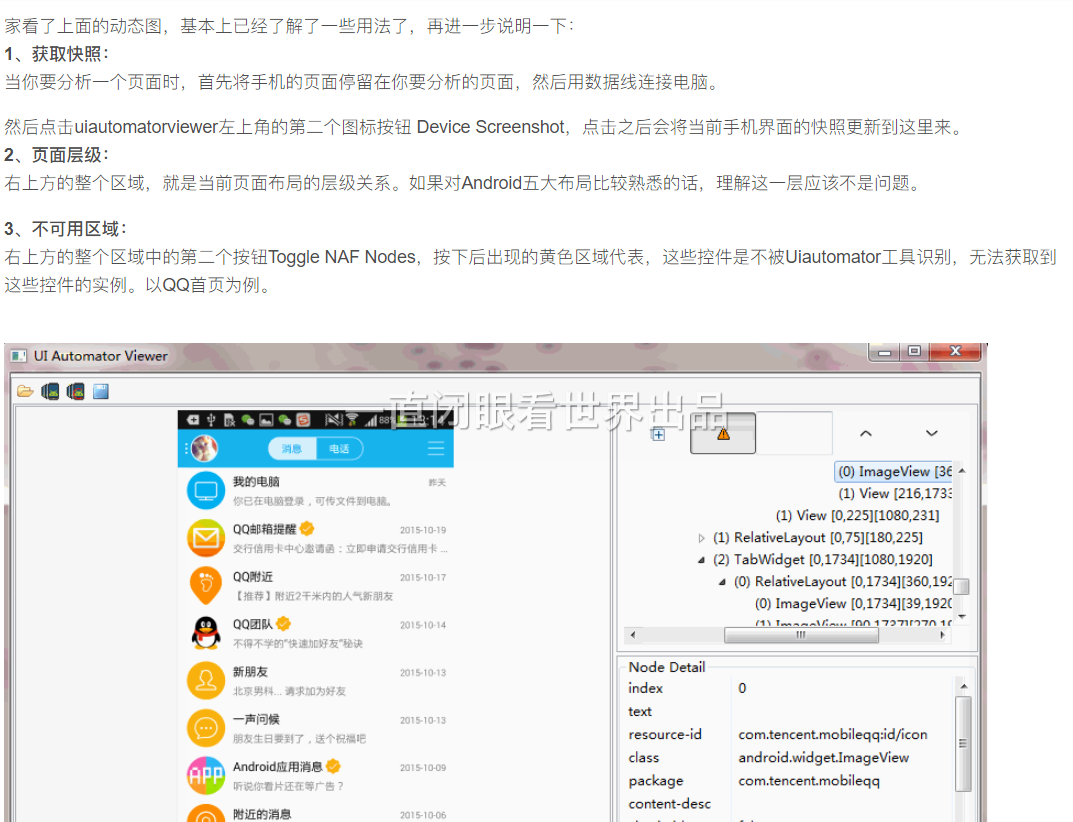 家看了上面的动态图，基本上已经了解了一些用法了，再进一步说明一下：
1、获取快照：
当你要分析一个页面时，首先将手机的页面停留在你要分析的页面，然后用数据线连接电脑。
然后点击uiautomatorviewer左上角的第二个图标按钮 Device Screenshot，点击之后会将当前手机界面的快照更新到这里来。
2、页面层级：
右上方的整个区域，就是当前页面布局的层级关系。如果对Android五大布局比较熟悉的话，理解这一层应该不是问题。
3、不可用区域：
右上方的整个区域中的第二个按钮Toggle NAF Nodes，按下后出现的黄色区域代表，这些控件是不被Uiautomator工具识别，无法获取到
这些控件的实例。以QQ首页为例。
UI Automator Viewer
一直闭眼看世界出品
88%
13:14
消息
电话
我的电脑
昨天
你已在电脑登录，可传文件到电脑。
QQ邮箱提醒
2015-10-19
交行信用卡中心邀请函：立即申请交行信用卡 ...
QQ附近
2015-10-17
【推荐】附近2千米内的人气新朋友
QQ团队
2015-10-14
不得不学的“快速加好友”秘诀
新朋友
2015-10-13
北京男科... 请求加为好友
一声问候
2015-10-13
朋友生日要到了，送个祝福吧
APP
Android应用消息
2015-10-09
听说你看片还在等广告？
附近的消息
2015-10-06
(0) ImageView [36
(1) View [216,1733
(1) View [0,225][1080,231]
(1) RelativeLayout [0,75][180,225]
(2) TabWidget [0,1734][1080,1920]
(0) RelativeLayout [0,1734][360,192
(0) ImageView [0,1734][39,1920
(1) ImageView [90,1737][270,19
Node Detail
index 0
text
resource-id com.tencent.mobileqq:id/icon
class android.widget.ImageView
package com.tencent.mobileqq
content-desc